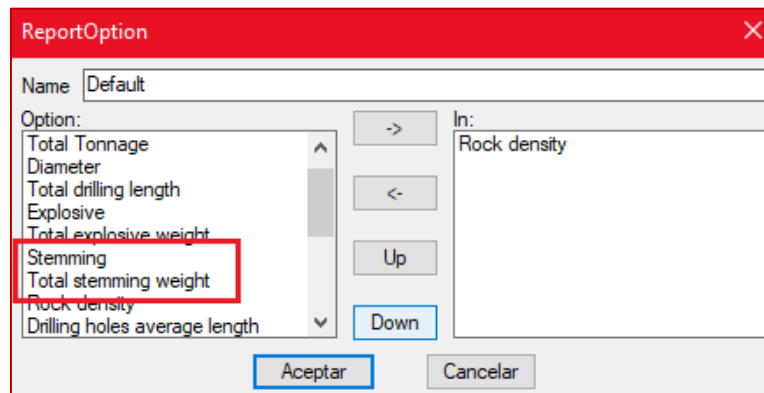 ReportOption
Name Default
Option:
Total Tonnage
Diameter
Total drilling length
Explosive
Total explosive weight
Stemming
Total stemming weight
Rock density
Drilling holes average length
->
<-
Up
Down
In:
Rock density
Aceptar
Cancelar